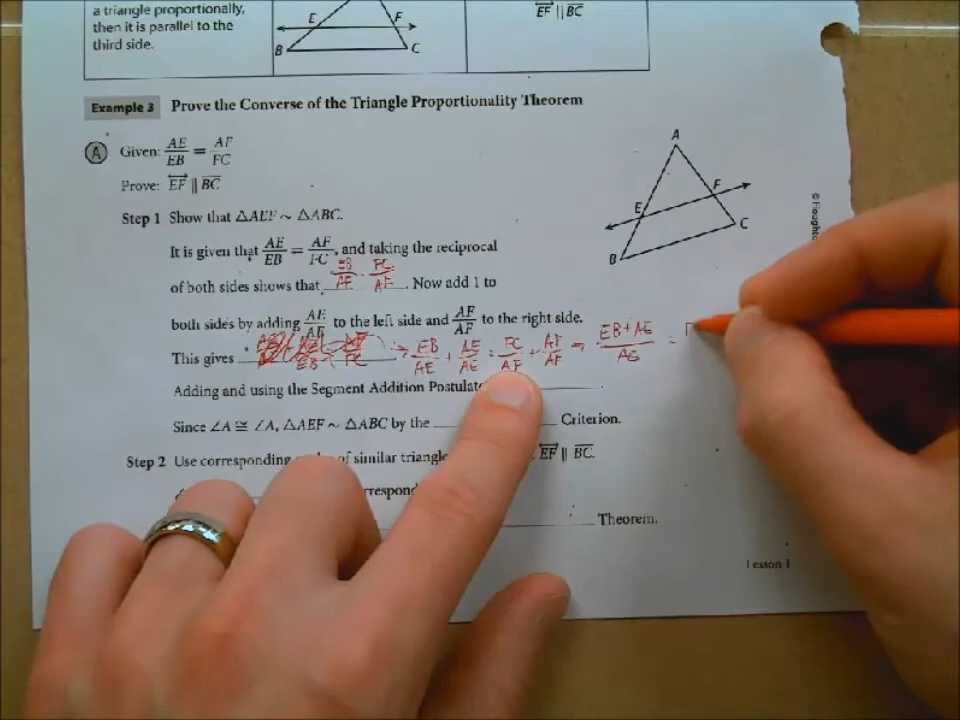 a triangle proportionally,
then it is parallel to the
third side.
E F
B C
EF || BC
Example 3 Prove the Converse of the Triangle Proportionality Theorem
A Given: AE/EB = AF/FC
Prove: EF || BC
A
F
E
C
B
Step 1 Show that △AEF ~ △ABC.
It is given that AE/EB = AF/FC, and taking the reciprocal
of both sides shows that EB/AE = FC/AF. Now add 1 to
both sides by adding AE/AE to the left side and AF/AF to the right side.
This gives → EB/AE + AE/AE = FC/AF + AF/AF ⇒ EB+AE/AE = F
Adding and using the Segment Addition Postulate
Since ∠A ≅ ∠A, △AEF ~ △ABC by the Criterion.
Step 2 Use corresponding of similar triangle EF || BC.
Theorem.
Lesson 1
© Houghto